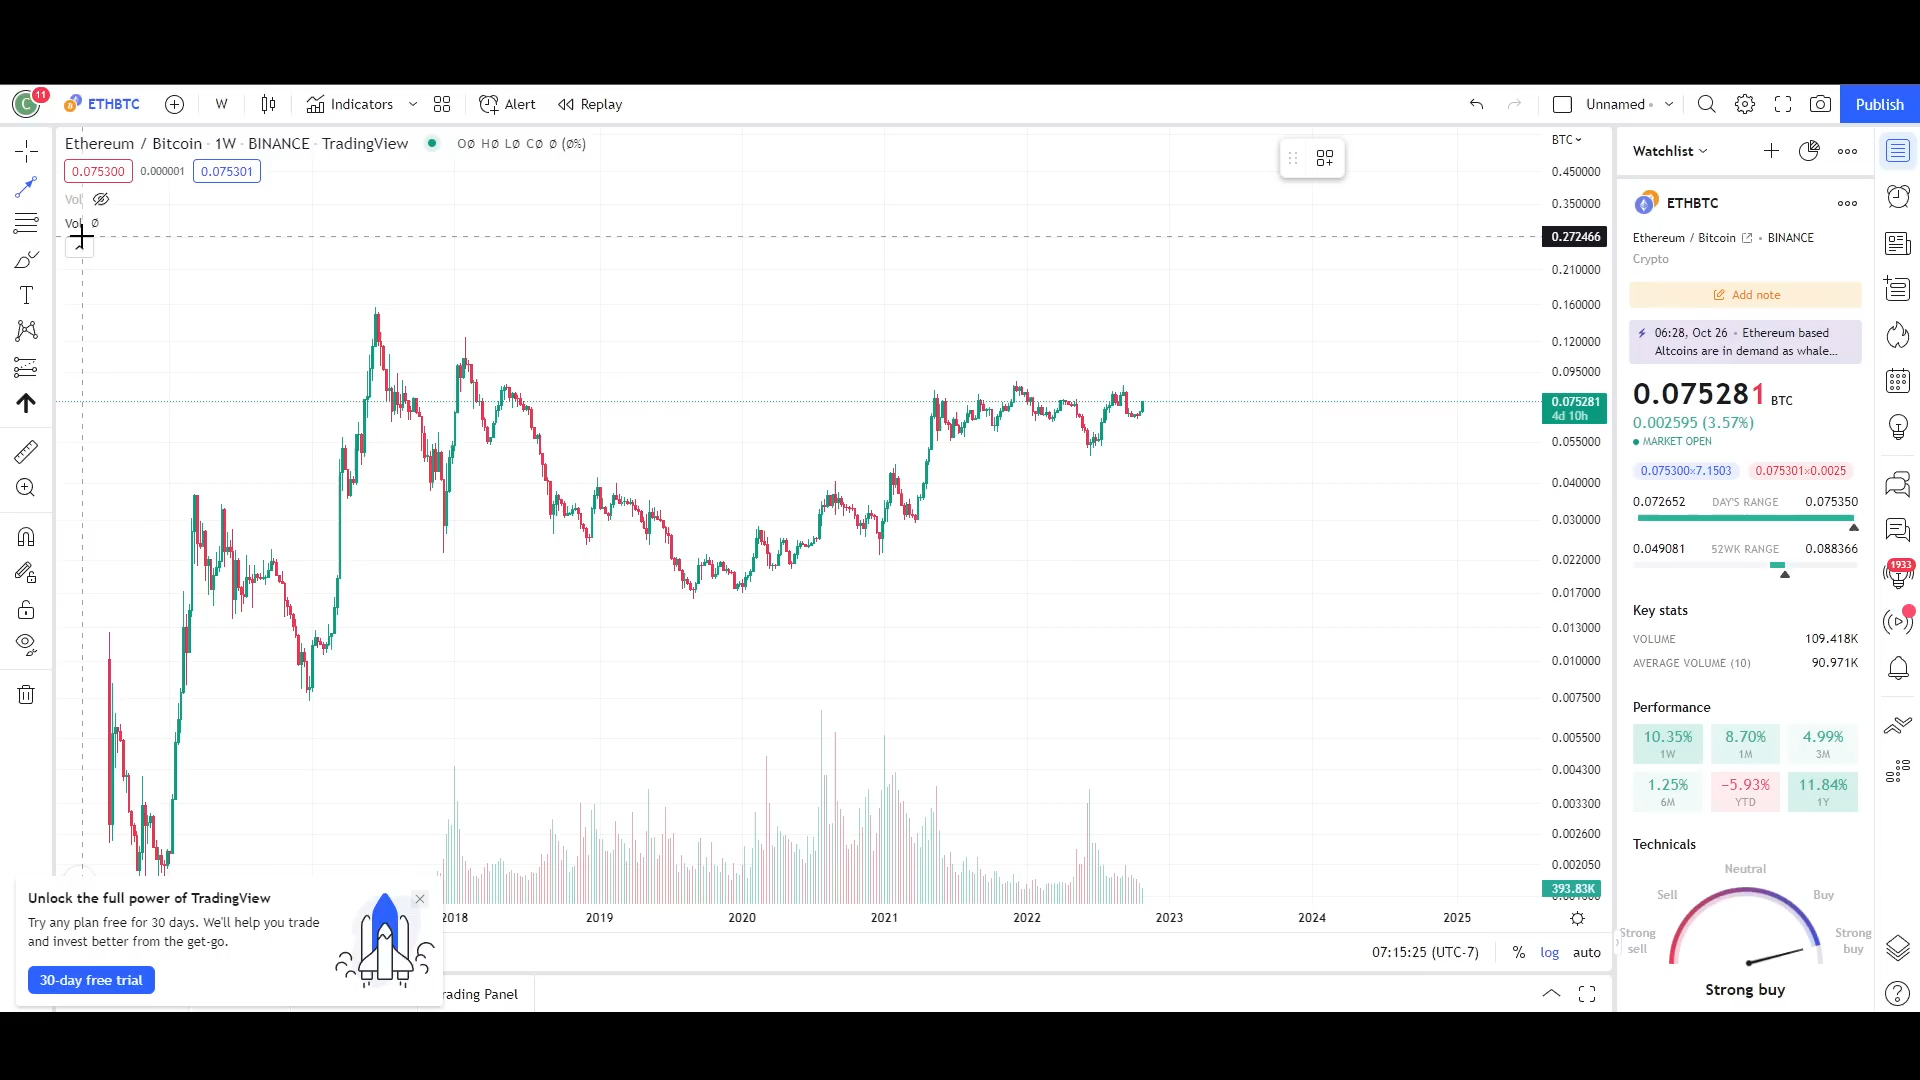 C 11 ETHBTC W Indicators Alert Replay Unnamed Publish
Ethereum / Bitcoin · 1W · BINANCE · TradingView O∅ H∅ L∅ C∅ ∅ (∅%)
0.075300 0.000001 0.075301
Vol
Vol ∅
BTC
0.450000
0.350000
0.272466
0.210000
0.160000
0.120000
0.095000
0.075281
4d 10h
0.055000
0.040000
0.030000
0.022000
0.017000
0.013000
0.010000
0.007500
0.005500
0.004300
0.003300
0.002600
0.002050
393.83K
2018 2019 2020 2021 2022 2023 2024 2025
07:15:25 (UTC-7) % log auto
Unlock the full power of TradingView
Try any plan free for 30 days. We'll help you trade
and invest better from the get-go.
30-day free trial
rading Panel
Watchlist
ETHBTC
Ethereum / Bitcoin • BINANCE
Crypto
Add note
06:28, Oct 26 • Ethereum based
Altcoins are in demand as whale...
0.075281 BTC
0.002595 (3.57%)
MARKET OPEN
0.075300×7.1503 0.075301×0.0025
0.072652 DAY'S RANGE 0.075350
0.049081 52WK RANGE 0.088366
Key stats
VOLUME 109.418K
AVERAGE VOLUME (10) 90.971K
Performance
10.35% 8.70% 4.99%
1W 1M 3M
1.25% −5.93% 11.84%
6M YTD 1Y
Technicals
Neutral
Sell Buy
Strong sell Strong buy
Strong buy
1933